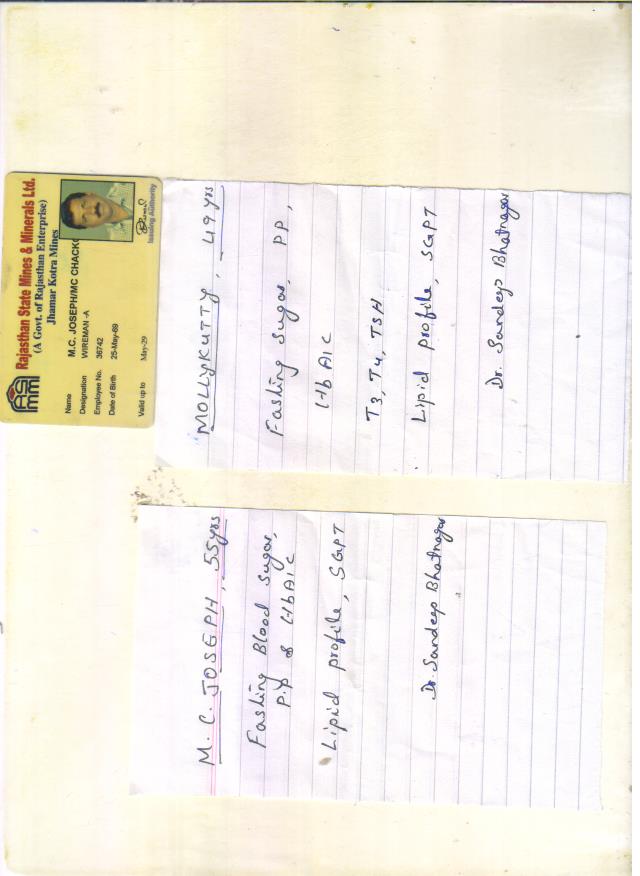 RSMM
Rajasthan State Mines & Minerals Ltd.
(A Govt. of Rajasthan Enterprise)
Jhamar Kotra Mines
Name M.C. JOSEPH/MC CHACKO
Designation WIREMAN -A
Employee No. 36742
Date of Birth 25-May-69
Valid up to May-29
Issuing Authority
MOLLYKUTTY, 49 yrs
Fasting Sugar, PP,
HbA1C
T3, T4, TSH
Lipid profile, SGPT
Dr. Sandeep Bhatnagar
M. C. JOSEPH, 55yrs
Fasting Blood Sugar,
P.P & HbA1C
Lipid profile, SGPT
Dr. Sandeep Bhatnagar